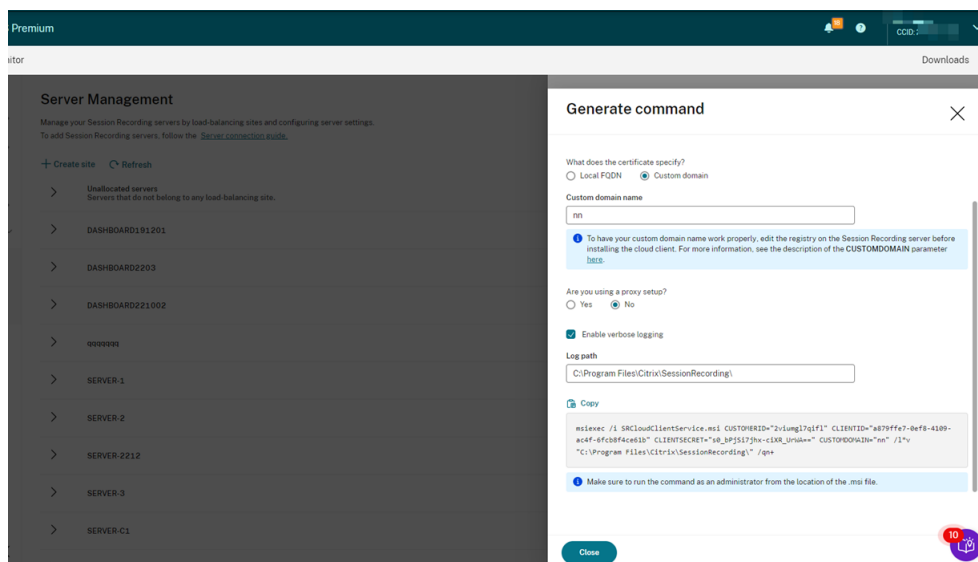 Premium
CCID:
nitor
Downloads
Server Management
Manage your Session Recording servers by load-balancing sites and configuring server settings.
To add Session Recording servers, follow the Server connection guide.
Create site
Refresh
Unallocated servers
Servers that do not belong to any load-balancing site.
DASHBOARD191201
DASHBOARD2203
DASHBOARD221002
qqqqqqq
SERVER-1
SERVER-2
SERVER-2212
SERVER-3
SERVER-C1
Generate command
What does the certificate specify?
Local FQDN
Custom domain
Custom domain name
nn
To have your custom domain name work properly, edit the registry on the Session Recording server before
installing the cloud client. For more information, see the description of the CUSTOMDOMAIN parameter
here.
Are you using a proxy setup?
Yes
No
Enable verbose logging
Log path
C:\Program Files\Citrix\SessionRecording\
Copy
msiexec /i SRCloudClientService.msi CUSTOMERID="2viumgl7qifl" CLIENTID="a879ffe7-0ef8-4109-
ac4f-6fcb8f4ce61b" CLIENTSECRET="s0_bPjSi7jhx-ciXR_UrWA==" CUSTOMDOMAIN="nn" /l*v
"C:\Program Files\Citrix\SessionRecording\" /qn+
Make sure to run the command as an administrator from the location of the .msi file.
Close
10